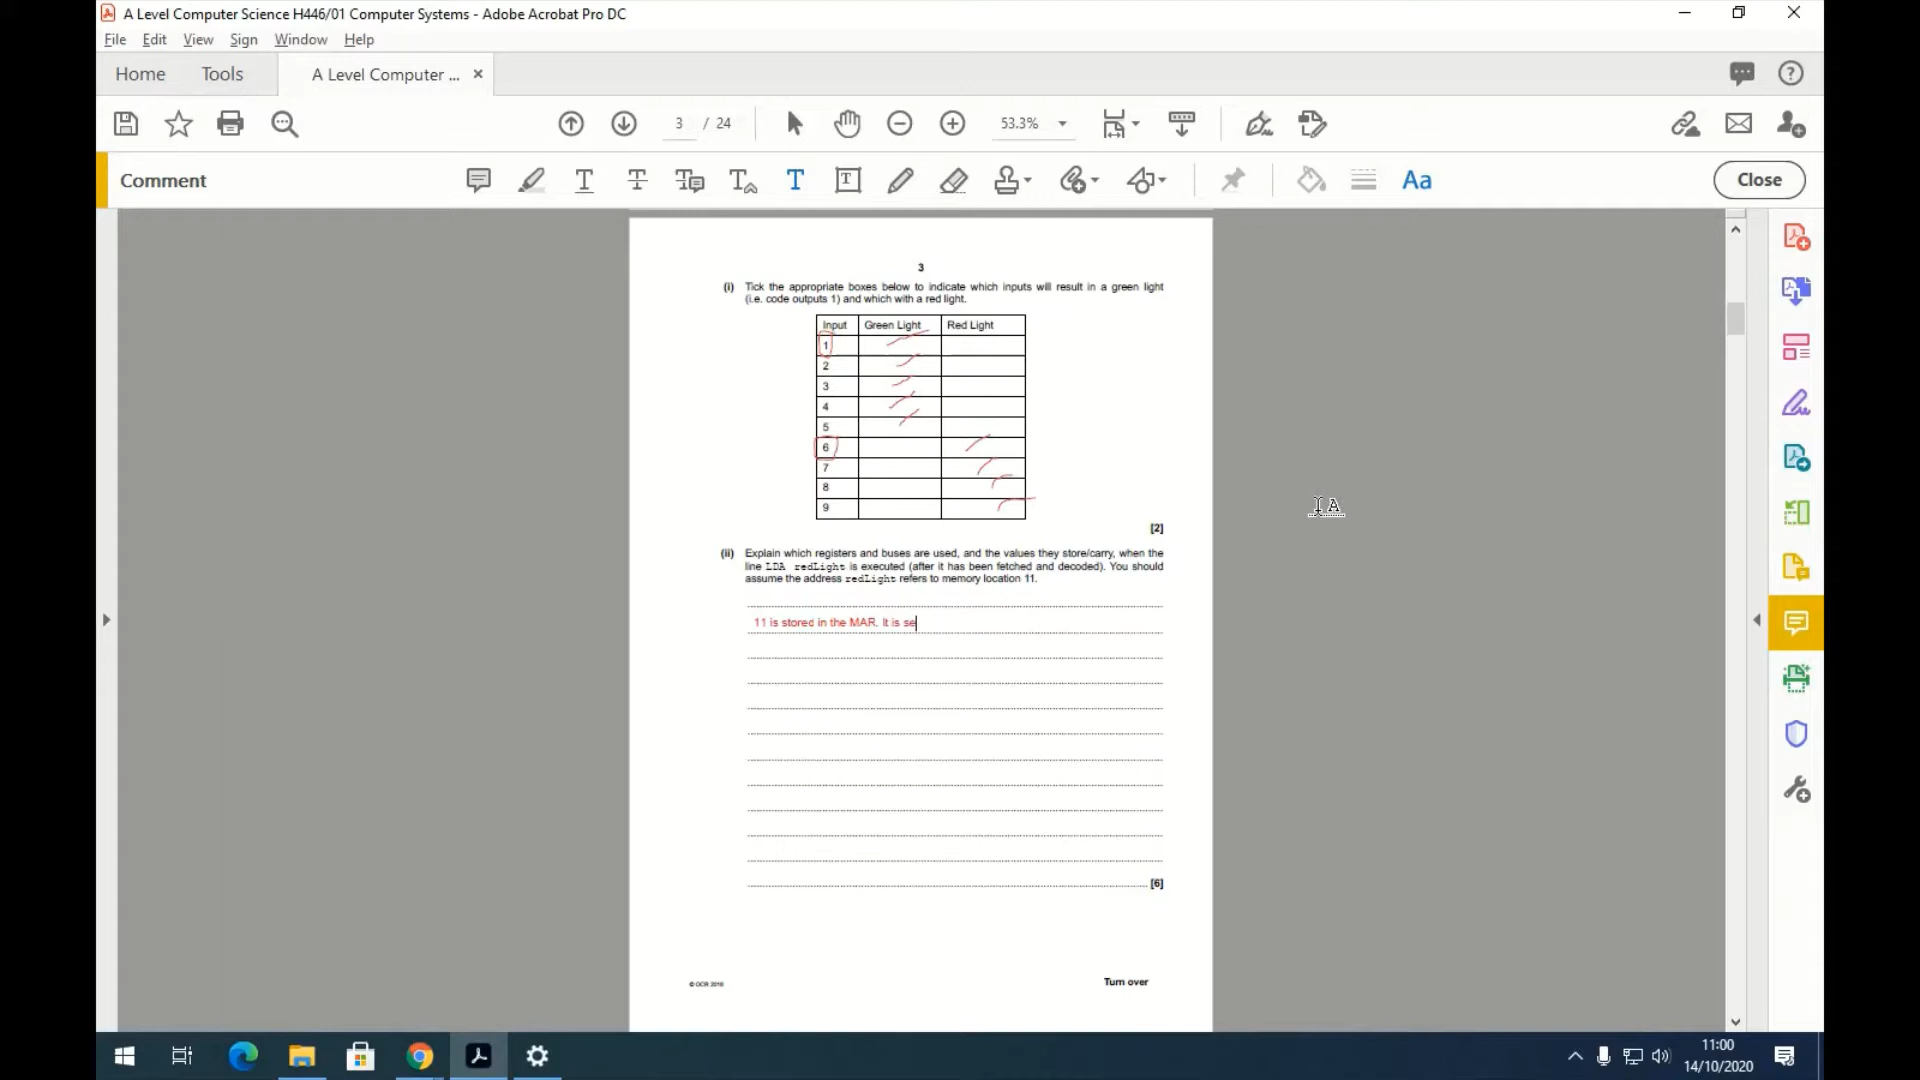 A Level Computer Science H446/01 Computer Systems - Adobe Acrobat Pro DC
File Edit View Sign Window Help
Home Tools A Level Computer ... ×
3 / 24 53.3%
Comment Aa Close
3
(i) Tick the appropriate boxes below to indicate which inputs will result in a green light
(i.e. code outputs 1) and which with a red light.
Input Green Light Red Light
1
2
3
4
5
6
7
8
9
[2]
(ii) Explain which registers and buses are used, and the values they store/carry, when the
line LDA redLight is executed (after it has been fetched and decoded). You should
assume the address redLight refers to memory location 11.
11 is stored in the MAR. It is se
[6]
© OCR 2018
Turn over
11:00
14/10/2020